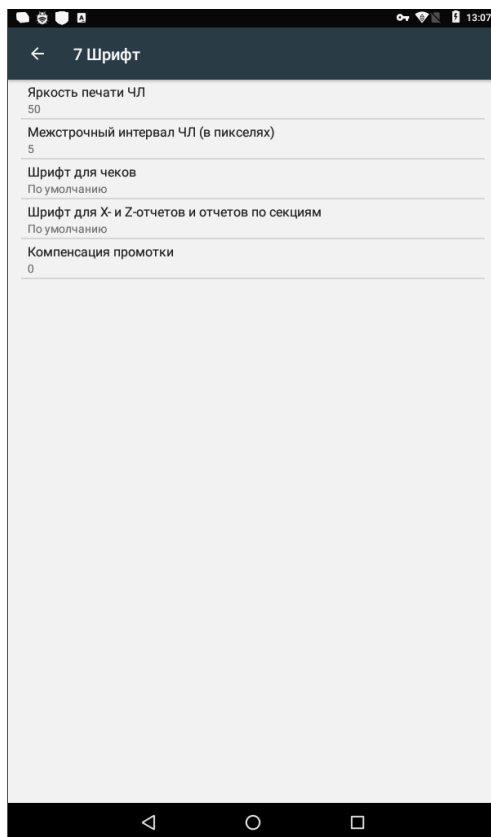 13:07
7 Шрифт
Яркость печати ЧЛ
50
Межстрочный интервал ЧЛ (в пикселях)
5
Шрифт для чеков
По умолчанию
Шрифт для X- и Z-отчетов и отчетов по секциям
По умолчанию
Компенсация промотки
0